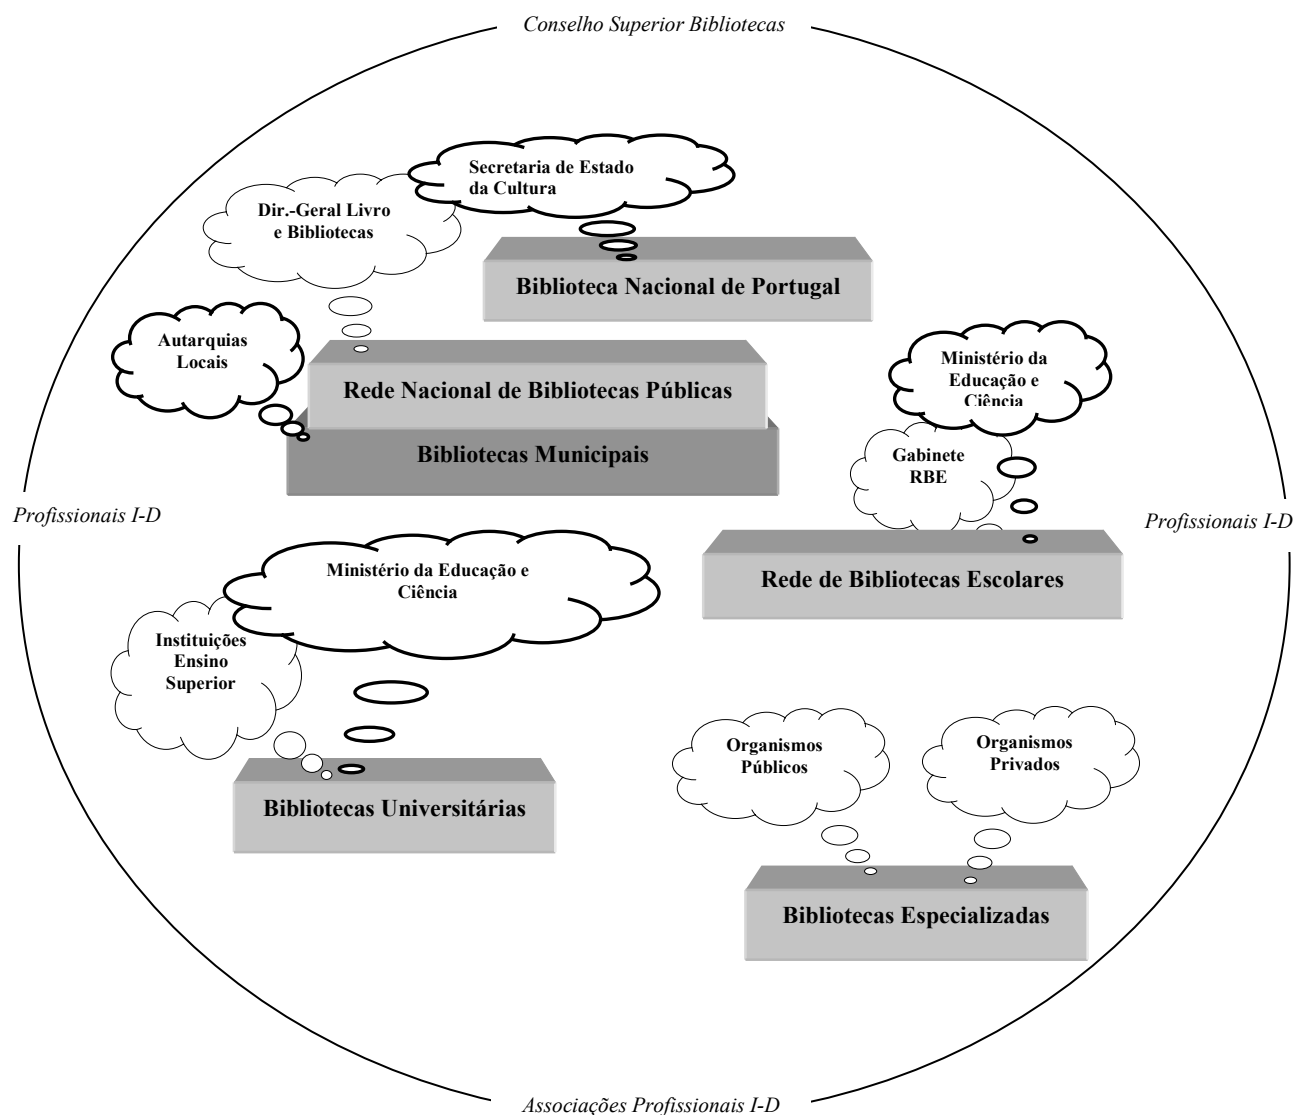 Conselho Superior Bibliotecas
Secretaria de Estado
da Cultura
Dir.-Geral Livro
e Bibliotecas
Biblioteca Nacional de Portugal
Autarquias
Locais
Ministério da
Educação e
Ciência
Rede Nacional de Bibliotecas Públicas
Bibliotecas Municipais
Gabinete
RBE
Profissionais I-D
Profissionais I-D
Rede de Bibliotecas Escolares
Ministério da Educação e
Ciência
Instituições
Ensino
Superior
Organismos
Públicos
Organismos
Privados
Bibliotecas Universitárias
Bibliotecas Especializadas
Associações Profissionais I-D